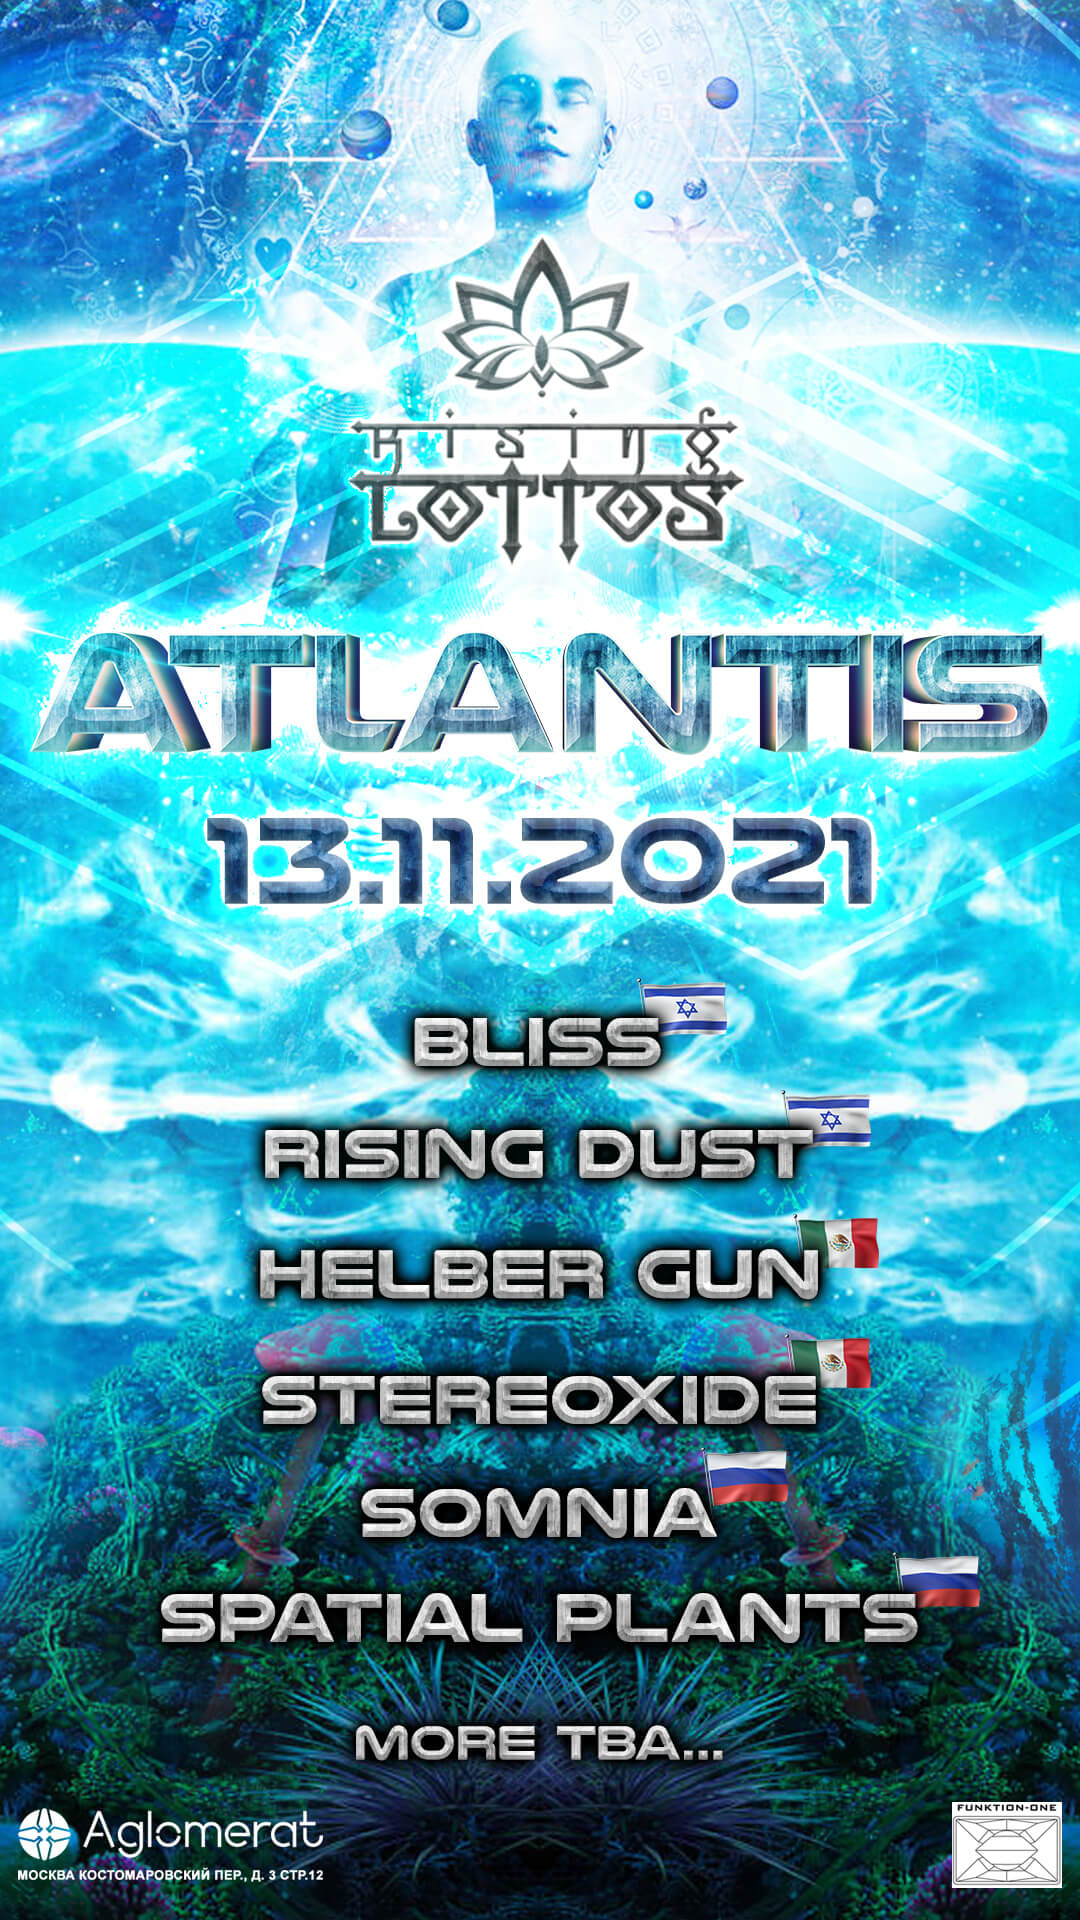 Rising
LOTTOS
ATLANTIS
13.11.2021
BLISS
RISING DUST
HELBER GUN
STEREOXIDE
SOMNIA
SPATIAL PLANTS
MORE TBA...
Aglomerat
МОСКВА КОСТОМАРОВСКИЙ ПЕР., Д. 3 СТР.12
FUNKTION-ONE